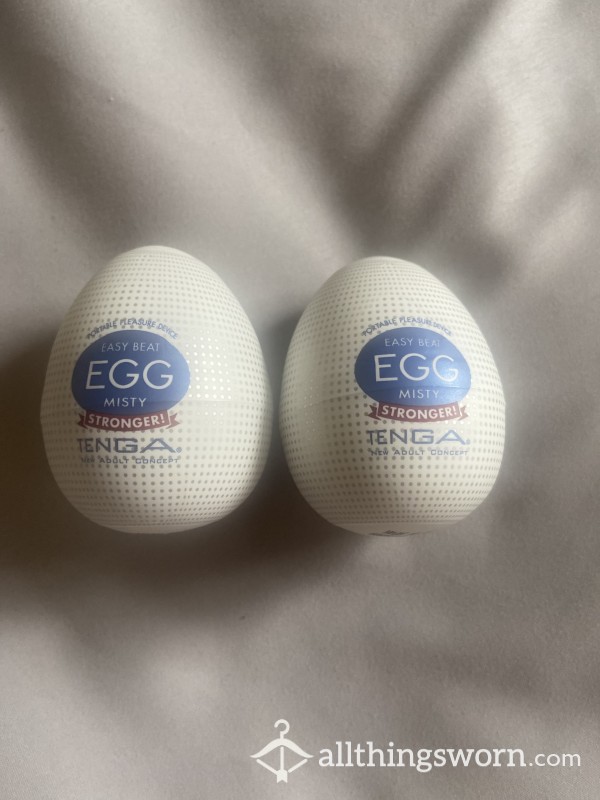 PORTABLE PLEASURE DEVICE
EASY BEAT
EGG
MISTY
STRONGER!
TENGA
NEW ADULT CONCEPT
PORTABLE PLEASURE DEVICE
EASY BEAT
EGG
MISTY
STRONGER!
TENGA
NEW ADULT CONCEPT
allthingsworn.com